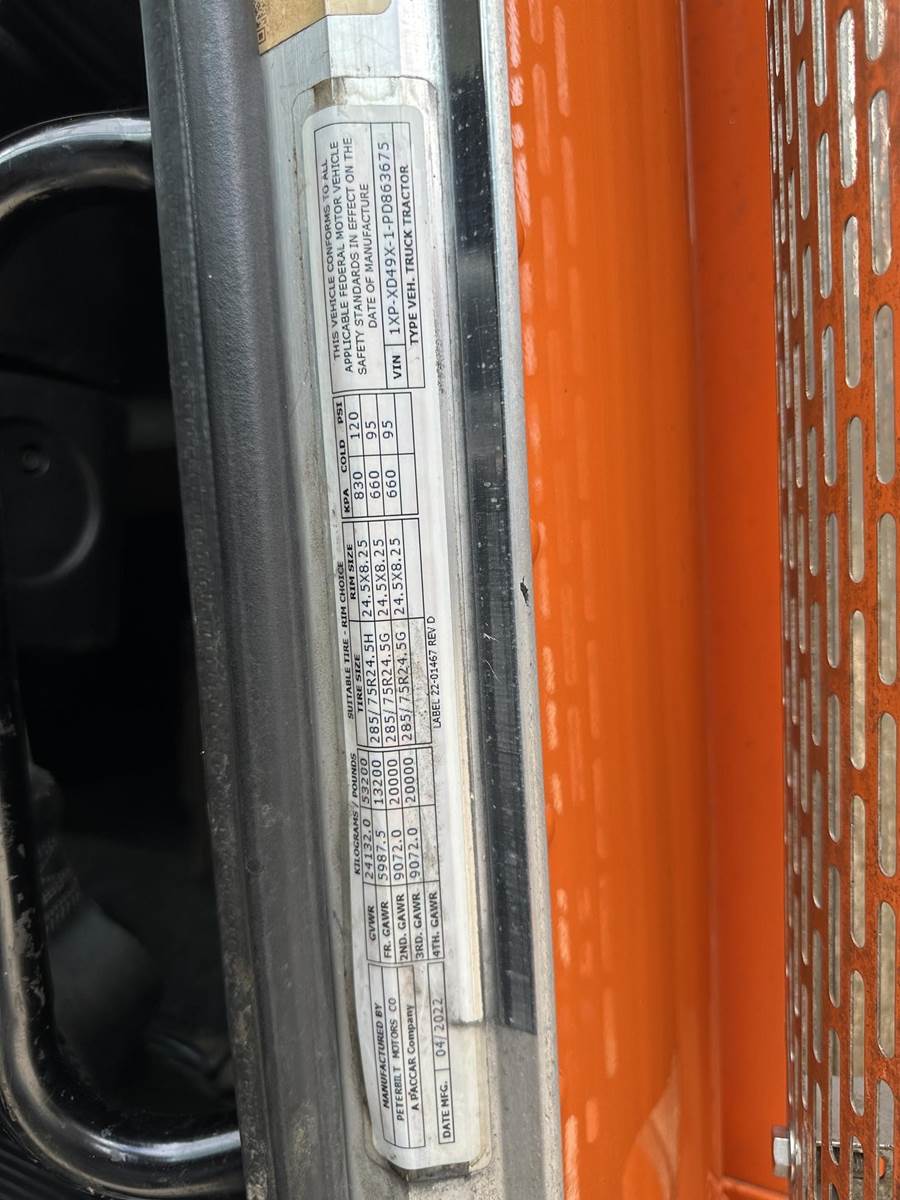 MANUFACTURED BY
PETERBILT MOTORS CO
A PACCAR Company
DATE MFG. 04/2022
KILOGRAMS / POUNDS
GVWR 24132.0 53200
FR. GAWR 5987.5 13200
2ND. GAWR 9072.0 20000
3RD. GAWR 9072.0 20000
4TH. GAWR
SUITABLE TIRE - RIM CHOICE
TIRE SIZE RIM SIZE
285/75R24.5H 24.5X8.25
285/75R24.5G 24.5X8.25
285/75R24.5G 24.5X8.25
LABEL 22-01467 REV D
KPA COLD PSI
830 120
660 95
660 95
THIS VEHICLE CONFORMS TO ALL
APPLICABLE FEDERAL MOTOR VEHICLE
SAFETY STANDARDS IN EFFECT ON THE
DATE OF MANUFACTURE
VIN 1XP-XD49X-1-PD863675
TYPE VEH. TRUCK TRACTOR